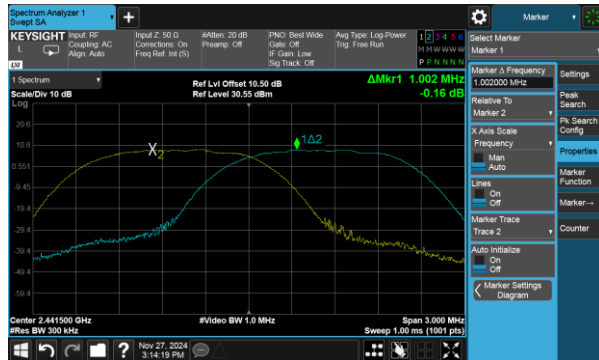 Spectrum Analyzer 1
Swept SA
Marker
KEYSIGHT
Input: RF
Coupling: AC
Align: Auto
Input Z: 50 Ω
Corrections: On
Freq Ref: Int (S)
#Atten: 20 dB
Preamp: Off
PNO: Best Wide
Gate: Off
IF Gain: Low
Sig Track: Off
Avg Type: Log-Power
Trig: Free Run
1 2 3 4 5 6
M M W W W W
P P N N N N
L
1 Spectrum
Scale/Div 10 dB
Ref Lvl Offset 10.50 dB
Ref Level 30.55 dBm
ΔMkr1 1.002 MHz
-0.16 dB
Log
20.6
10.6
0.551
-9.45
-19.4
-29.4
-39.4
-49.4
-59.4
X2
1Δ2
Center 2.441500 GHz
#Res BW 300 kHz
#Video BW 1.0 MHz
Span 3.000 MHz
Sweep 1.00 ms (1001 pts)
Select Marker
Marker 1
Marker Δ Frequency
1.002000 MHz
Relative To
Marker 2
X Axis Scale
Frequency
Man
Auto
Lines
On
Off
Marker Trace
Trace 2
Auto Initialize
On
Off
Marker Settings
Diagram
Settings
Peak
Search
Pk Search
Config
Properties
Marker
Function
Marker→
Counter
Nov 27, 2024
3:14:19 PM